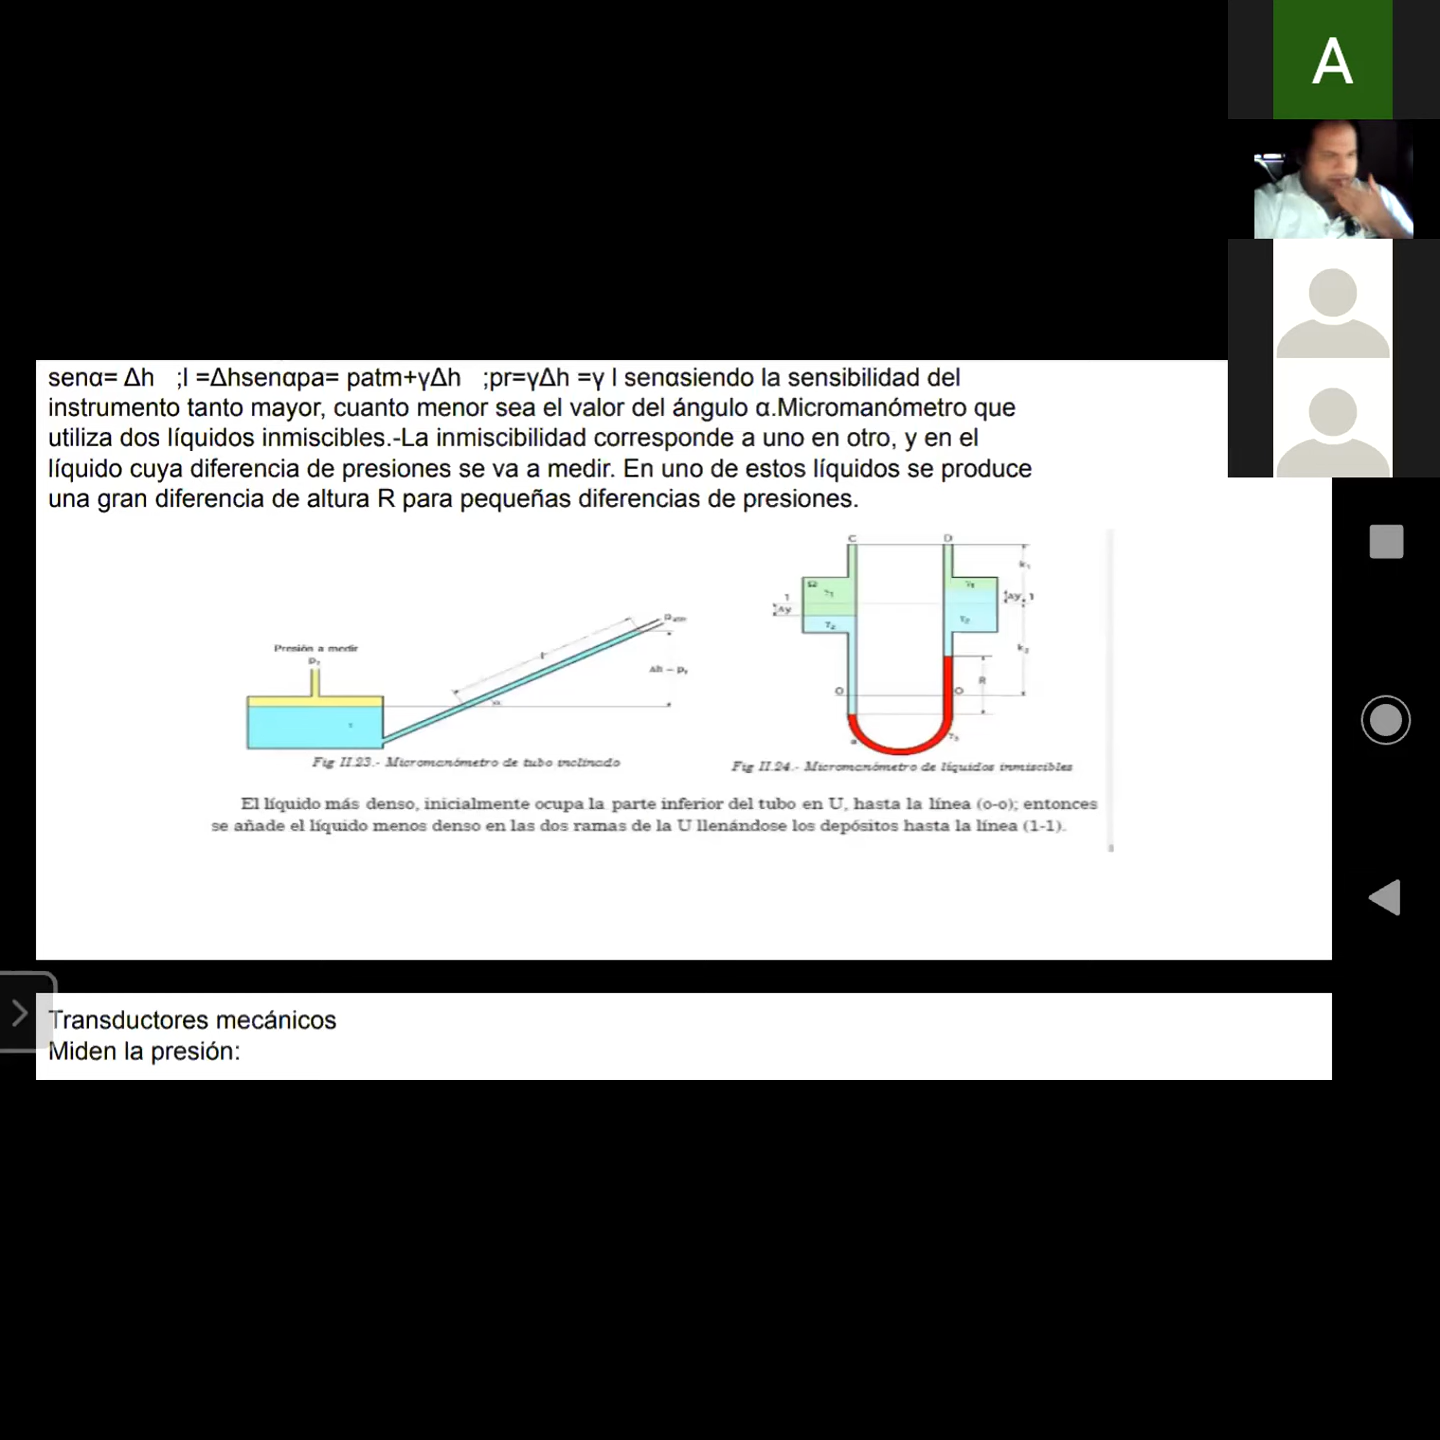 A
senα= Δh ;l =Δhsenαpa= patm+γΔh ;pr=γΔh =γ l senαsiendo la sensibilidad del
instrumento tanto mayor, cuanto menor sea el valor del ángulo α.Micromanómetro que
utiliza dos líquidos inmiscibles.-La inmiscibilidad corresponde a uno en otro, y en el
líquido cuya diferencia de presiones se va a medir. En uno de estos líquidos se produce
una gran diferencia de altura R para pequeñas diferencias de presiones.
Presión a medir
C D
1
Δy
Δy 1
R
O O
Fig II.23.- Micromanómetro de tubo inclinado
Fig II.24.- Micromanómetro de líquidos inmiscibles
El líquido más denso, inicialmente ocupa la parte inferior del tubo en U, hasta la línea (o-o); entonces
se añade el líquido menos denso en las dos ramas de la U llenándose los depósitos hasta la línea (1-1).
Transductores mecánicos
Miden la presión: